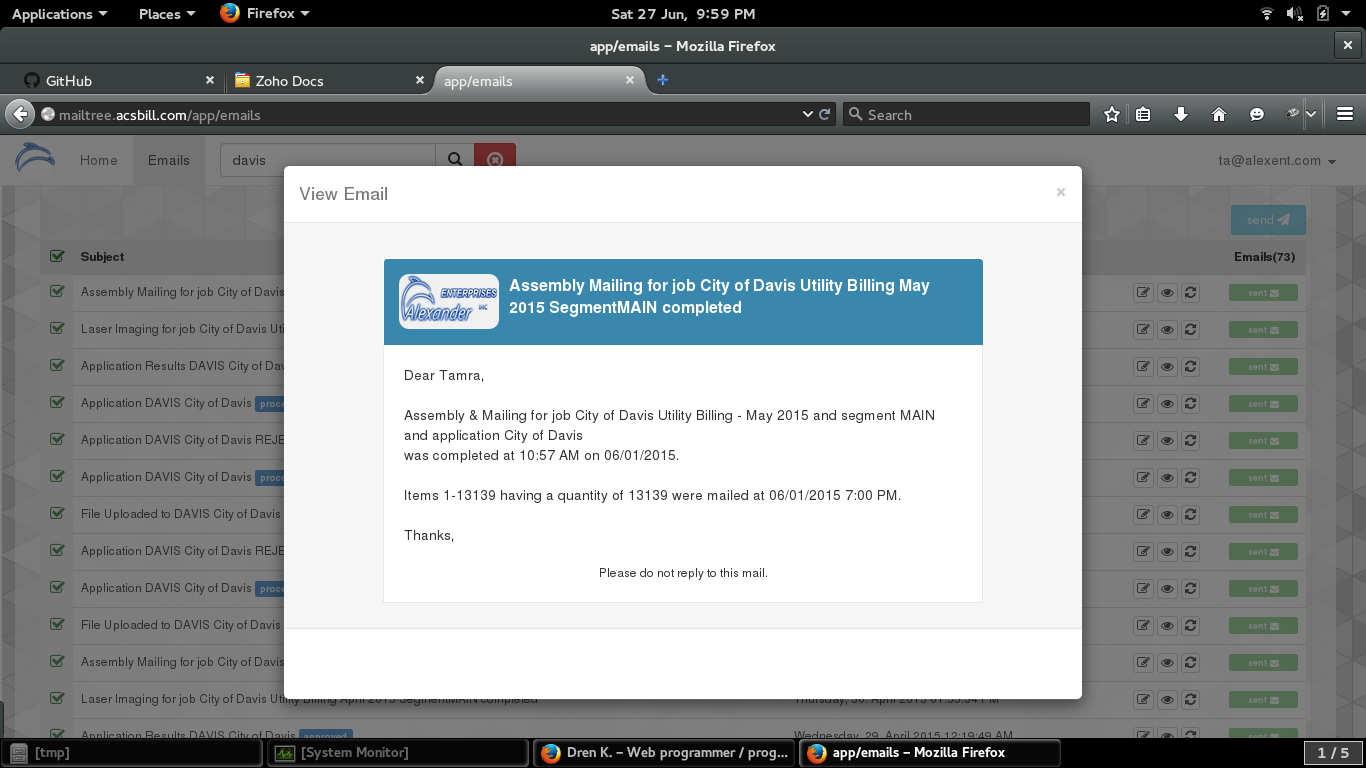 Applications Places Firefox Sat 27 Jun, 9:59 PM
app/emails – Mozilla Firefox
GitHub Zoho Docs app/emails
mailtree.acsbill.com/app/emails Search
Home Emails davis ta@alexent.com
View Email
send
Subject Emails(73)
ENTERPRISES
Alexander INC
Assembly Mailing for job City of Davis Utility Billing May
2015 SegmentMAIN completed
Assembly Mailing for job City of Davis sent
Laser Imaging for job City of Davis Uti sent
Application Results DAVIS City of Dav sent
Application DAVIS City of Davis proce sent
Application DAVIS City of Davis REJE sent
Application DAVIS City of Davis proce sent
File Uploaded to DAVIS City of Davis sent
Application DAVIS City of Davis REJE sent
Application DAVIS City of Davis proce sent
File Uploaded to DAVIS City of Davis sent
Assembly Mailing for job City of Davis sent
Dear Tamra,
Assembly & Mailing for job City of Davis Utility Billing - May 2015 and segment MAIN
and application City of Davis
was completed at 10:57 AM on 06/01/2015.
Items 1-13139 having a quantity of 13139 were mailed at 06/01/2015 7:00 PM.
Thanks,
Please do not reply to this mail.
Laser Imaging for job City of Davis Utility Billing April 2015 SegmentMAIN completed Thursday, 30. April 2015 01:55:34 PM sent
Application Results DAVIS City of Davis approved Wednesday, 29. April 2015 12:19:49 AM sent
[tmp] [System Monitor] Dren K. – Web programmer / prog... app/emails – Mozilla Firefox 1 / 5